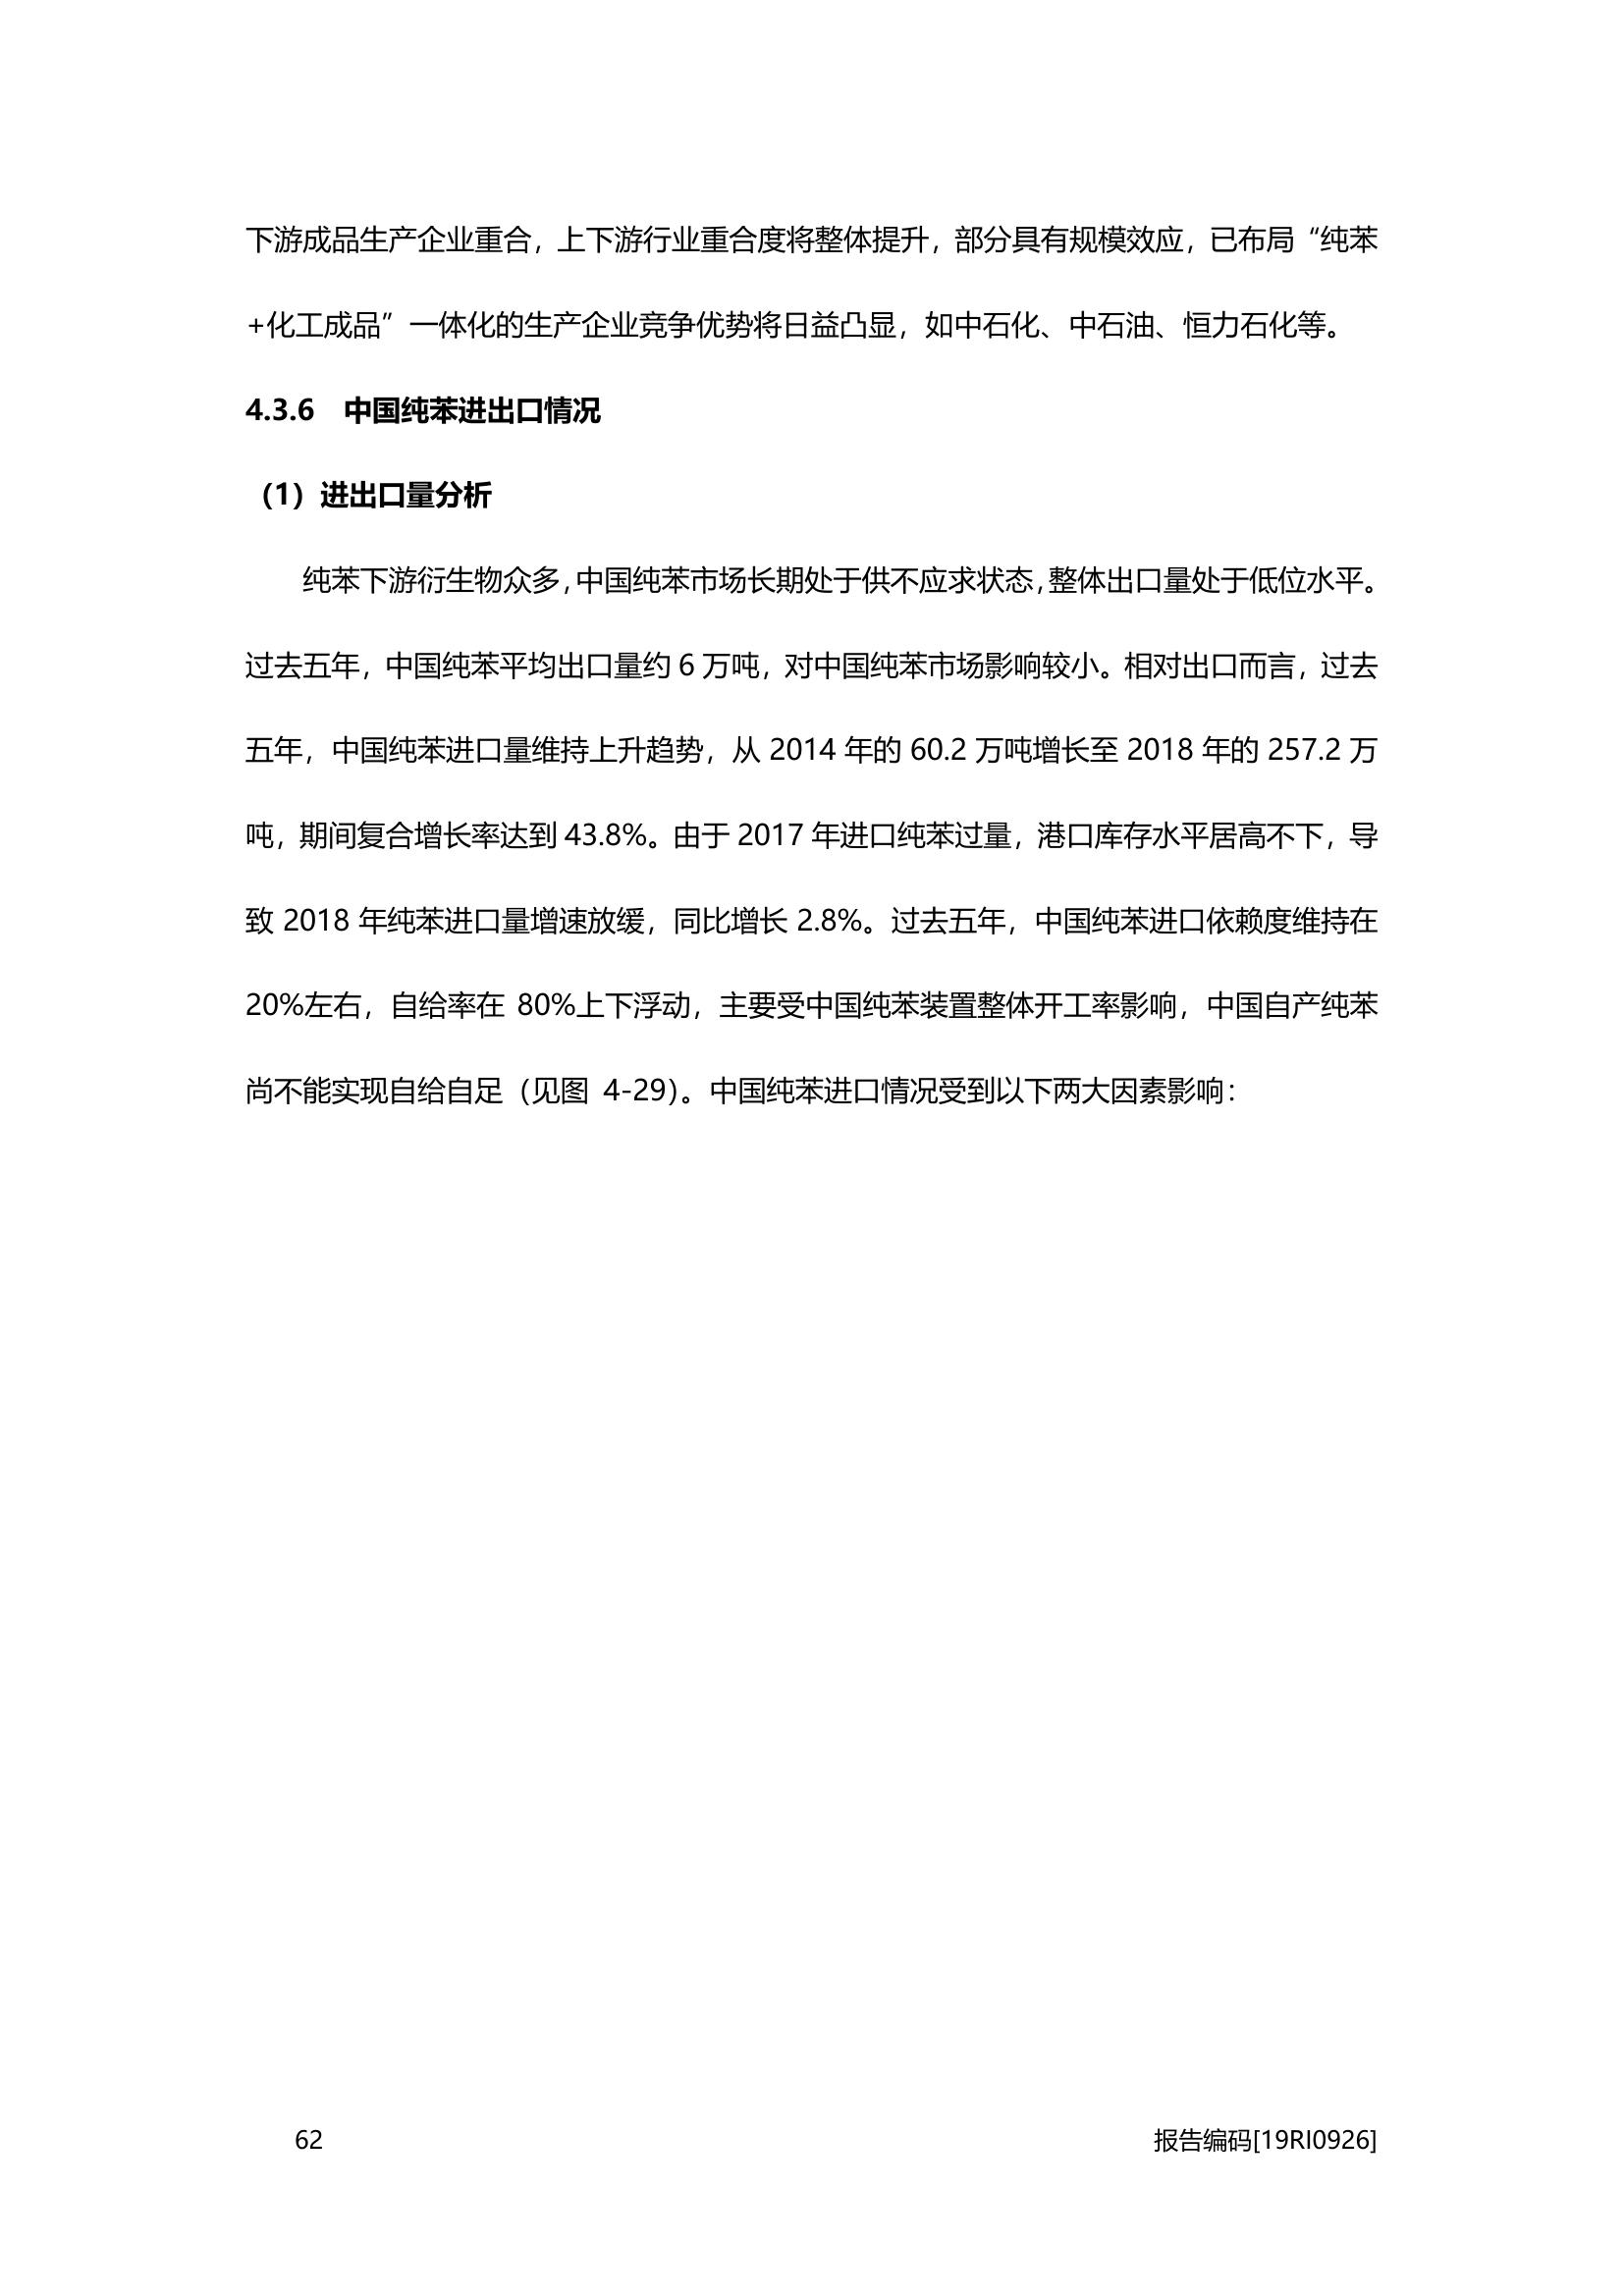 下游成品生产企业重合，上下游行业重合度将整体提升，部分具有规模效应，已布局“纯苯
+化工成品”一体化的生产企业竞争优势将日益凸显，如中石化、中石油、恒力石化等。
4.3.6 中国纯苯进出口情况
（1）进出口量分析
纯苯下游衍生物众多，中国纯苯市场长期处于供不应求状态，整体出口量处于低位水平。
过去五年，中国纯苯平均出口量约 6 万吨，对中国纯苯市场影响较小。相对出口而言，过去
五年，中国纯苯进口量维持上升趋势，从 2014 年的 60.2 万吨增长至 2018 年的 257.2 万
吨，期间复合增长率达到 43.8%。由于 2017 年进口纯苯过量，港口库存水平居高不下，导
致 2018 年纯苯进口量增速放缓，同比增长 2.8%。过去五年，中国纯苯进口依赖度维持在
20%左右，自给率在 80%上下浮动，主要受中国纯苯装置整体开工率影响，中国自产纯苯
尚不能实现自给自足（见图 4-29）。中国纯苯进口情况受到以下两大因素影响：
62 报告编码[19RI0926]